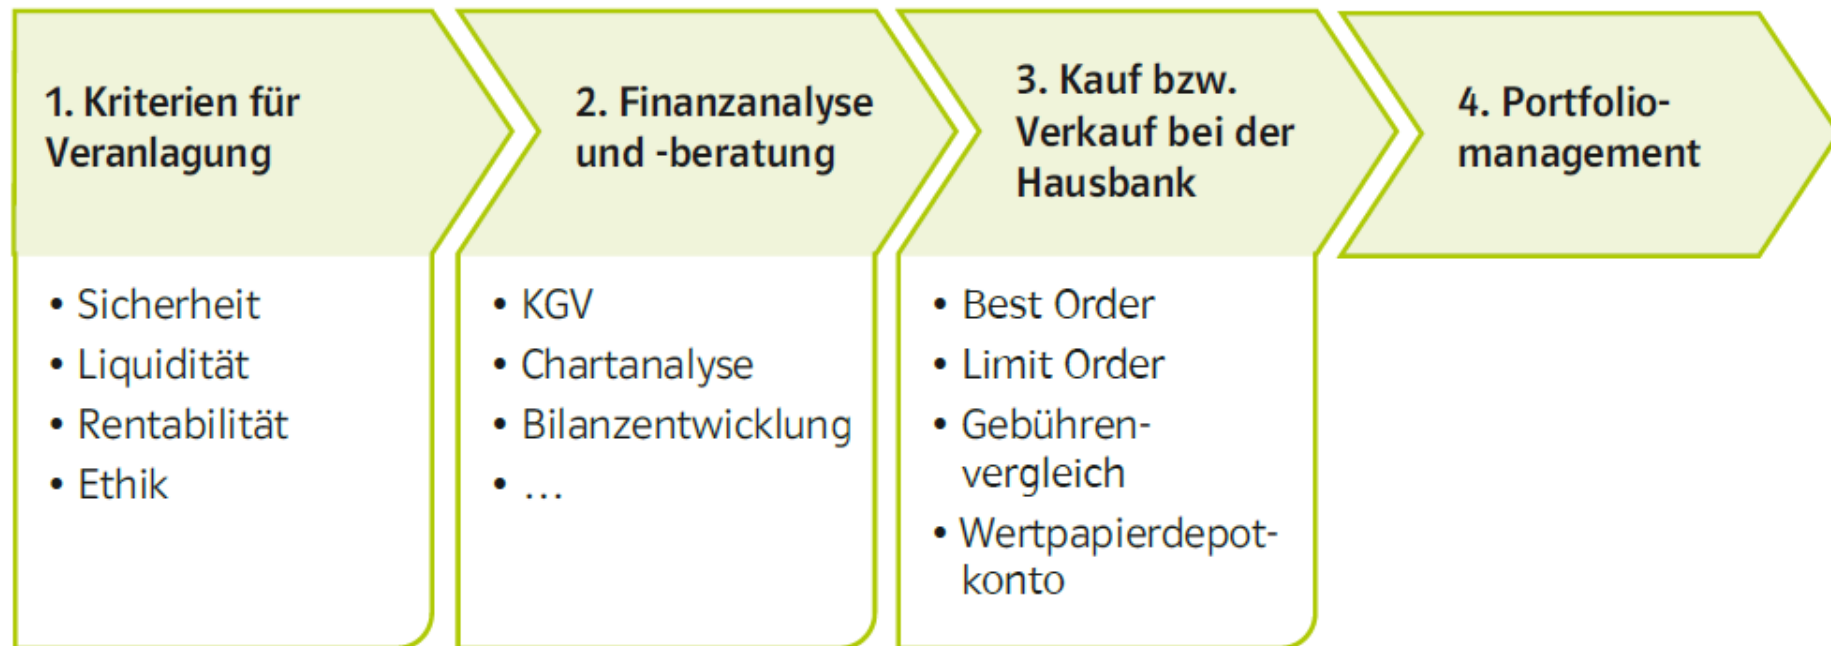 1. Kriterien für
Veranlagung
• Sicherheit
• Liquidität
• Rentabilität
• Ethik
2. Finanzanalyse
und -beratung
• KGV
• Chartanalyse
• Bilanzentwicklung
• …
3. Kauf bzw.
Verkauf bei der
Hausbank
• Best Order
• Limit Order
• Gebühren-
vergleich
• Wertpapierdepot-
konto
4. Portfolio-
management